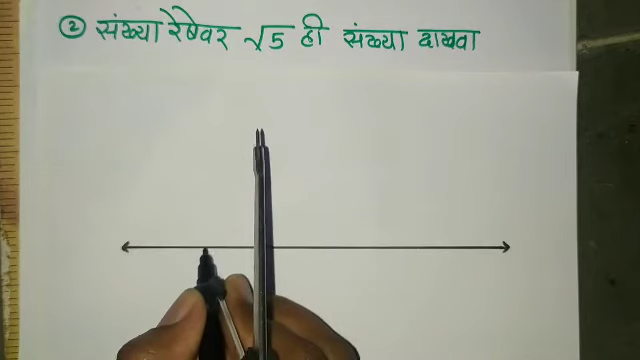 ② संख्या रेषेवर √5 ही संख्या दाखवा